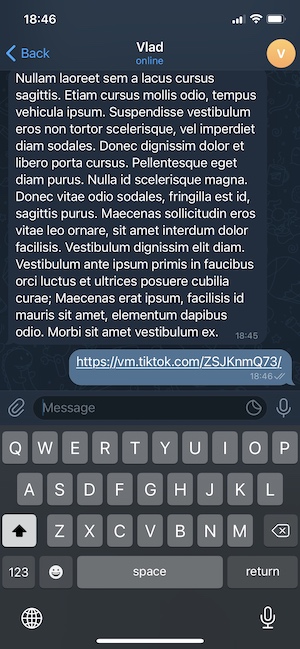 18:46
Back
Vlad
online
V
Nullam laoreet sem a lacus cursus
sagittis. Etiam cursus mollis odio, tempus
vehicula ipsum. Suspendisse vestibulum
eros non tortor scelerisque, vel imperdiet
diam sodales. Donec dignissim dolor et
libero porta cursus. Pellentesque eget
diam purus. Nulla id scelerisque magna.
Donec vitae odio sodales, fringilla est id,
sagittis purus. Maecenas sollicitudin eros
vitae leo ornare, sit amet interdum dolor
facilisis. Vestibulum dignissim elit diam.
Vestibulum ante ipsum primis in faucibus
orci luctus et ultrices posuere cubilia
curae; Maecenas erat ipsum, facilisis id
mauris sit amet, elementum dapibus
odio. Morbi sit amet vestibulum ex.
18:45
https://vm.tiktok.com/ZSJKnmQ73/
18:46
Message
Q W E R T Y U I O P
A S D F G H J K L
Z X C V B N M
123 space return